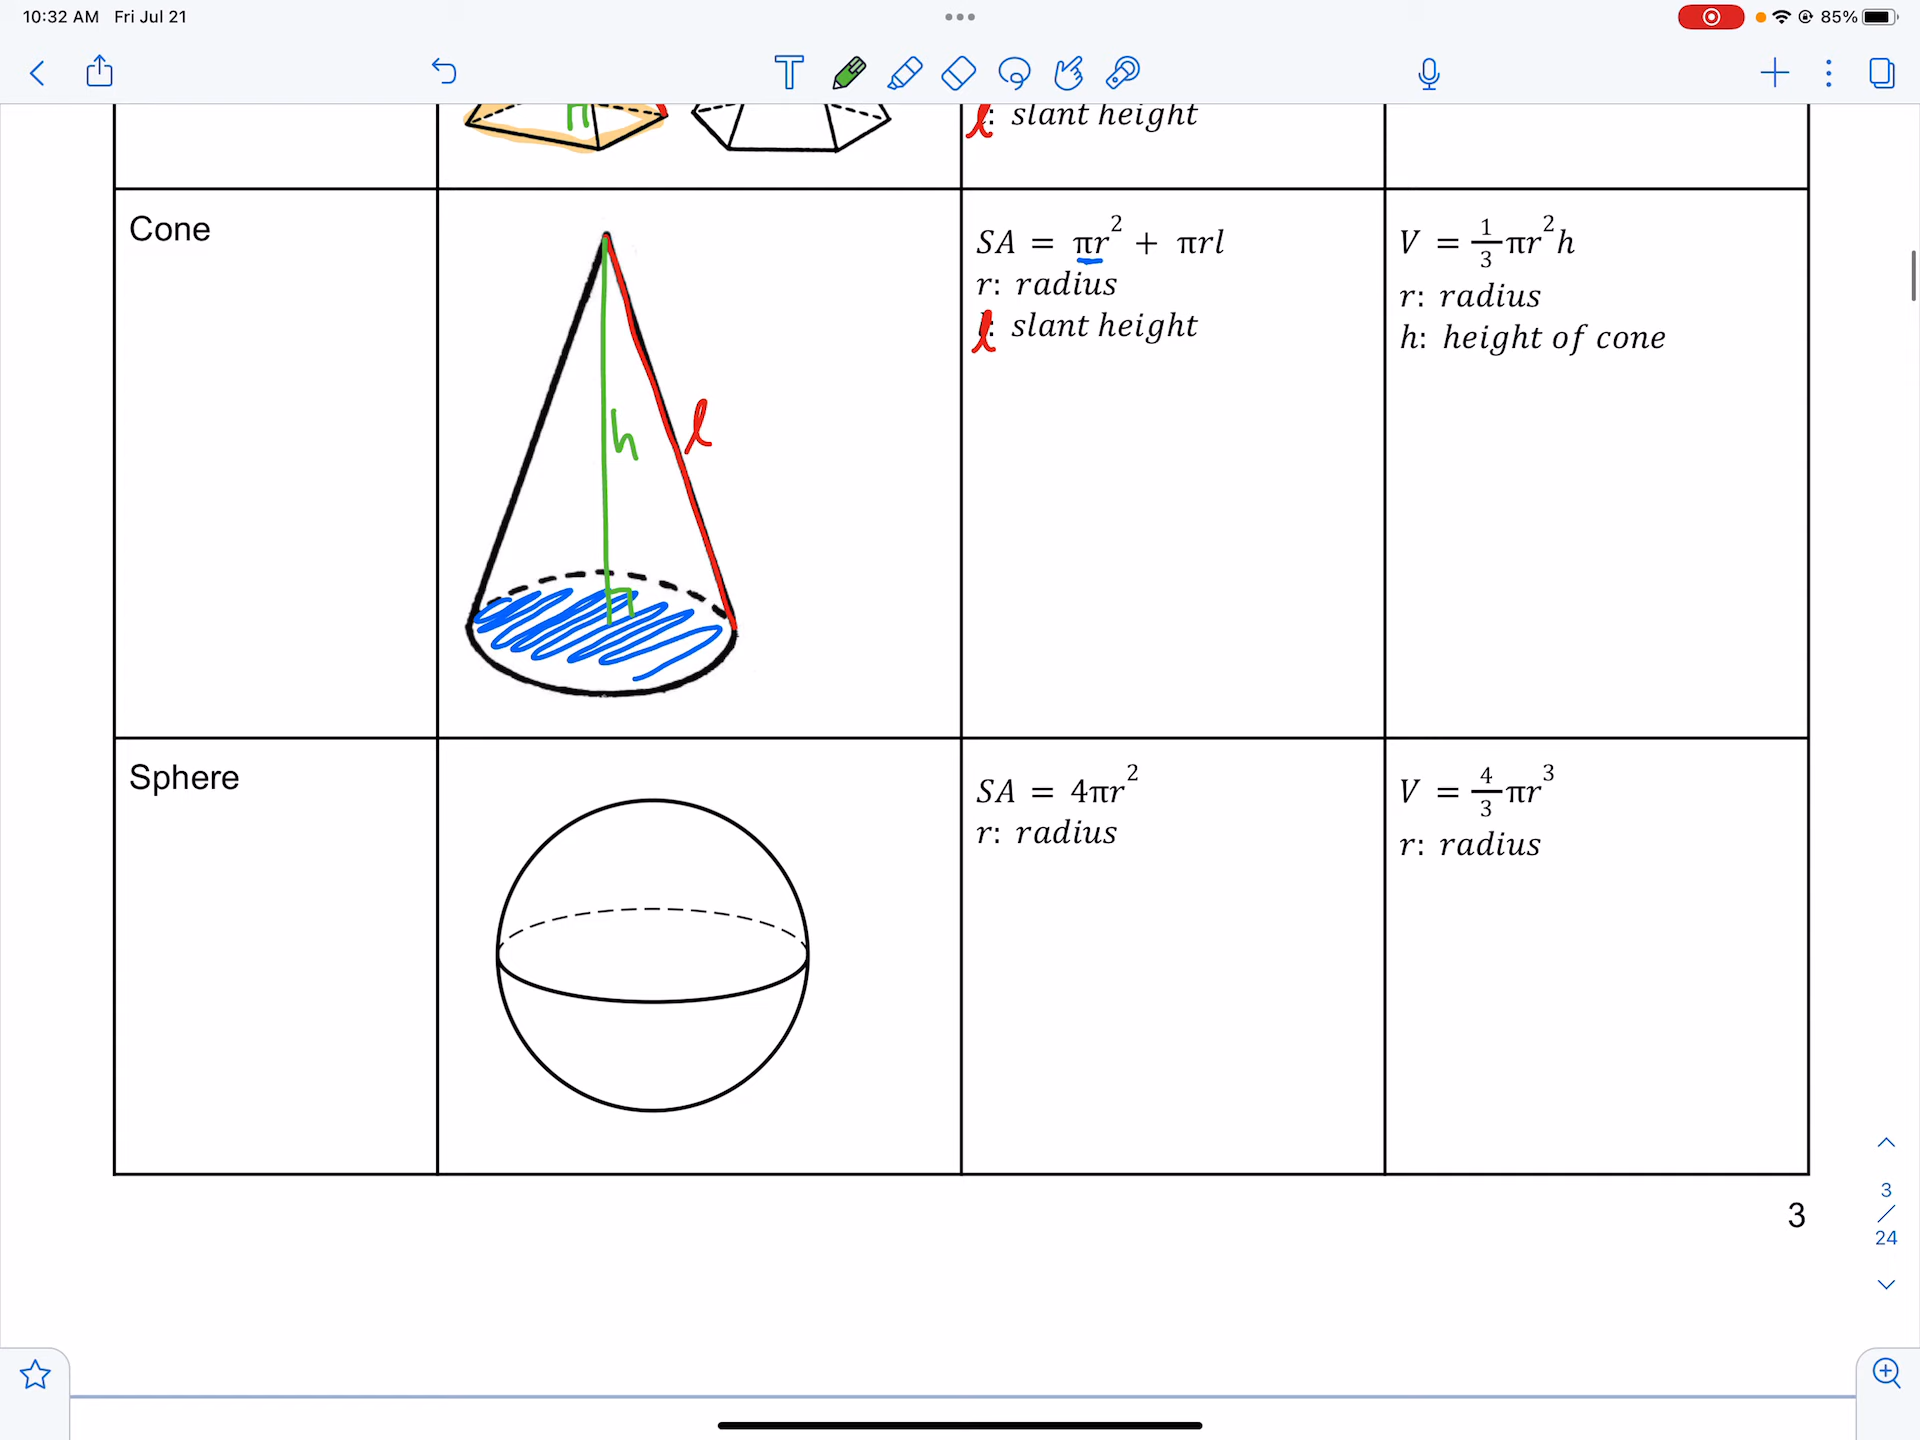 10:32 AM Fri Jul 21
85%
T
h
l: slant height
Cone
h
l
SA = πr² + πrl
r: radius
l: slant height
V = 1/3 πr²h
r: radius
h: height of cone
Sphere
SA = 4πr²
r: radius
V = 4/3 πr³
r: radius
3
3
/
24